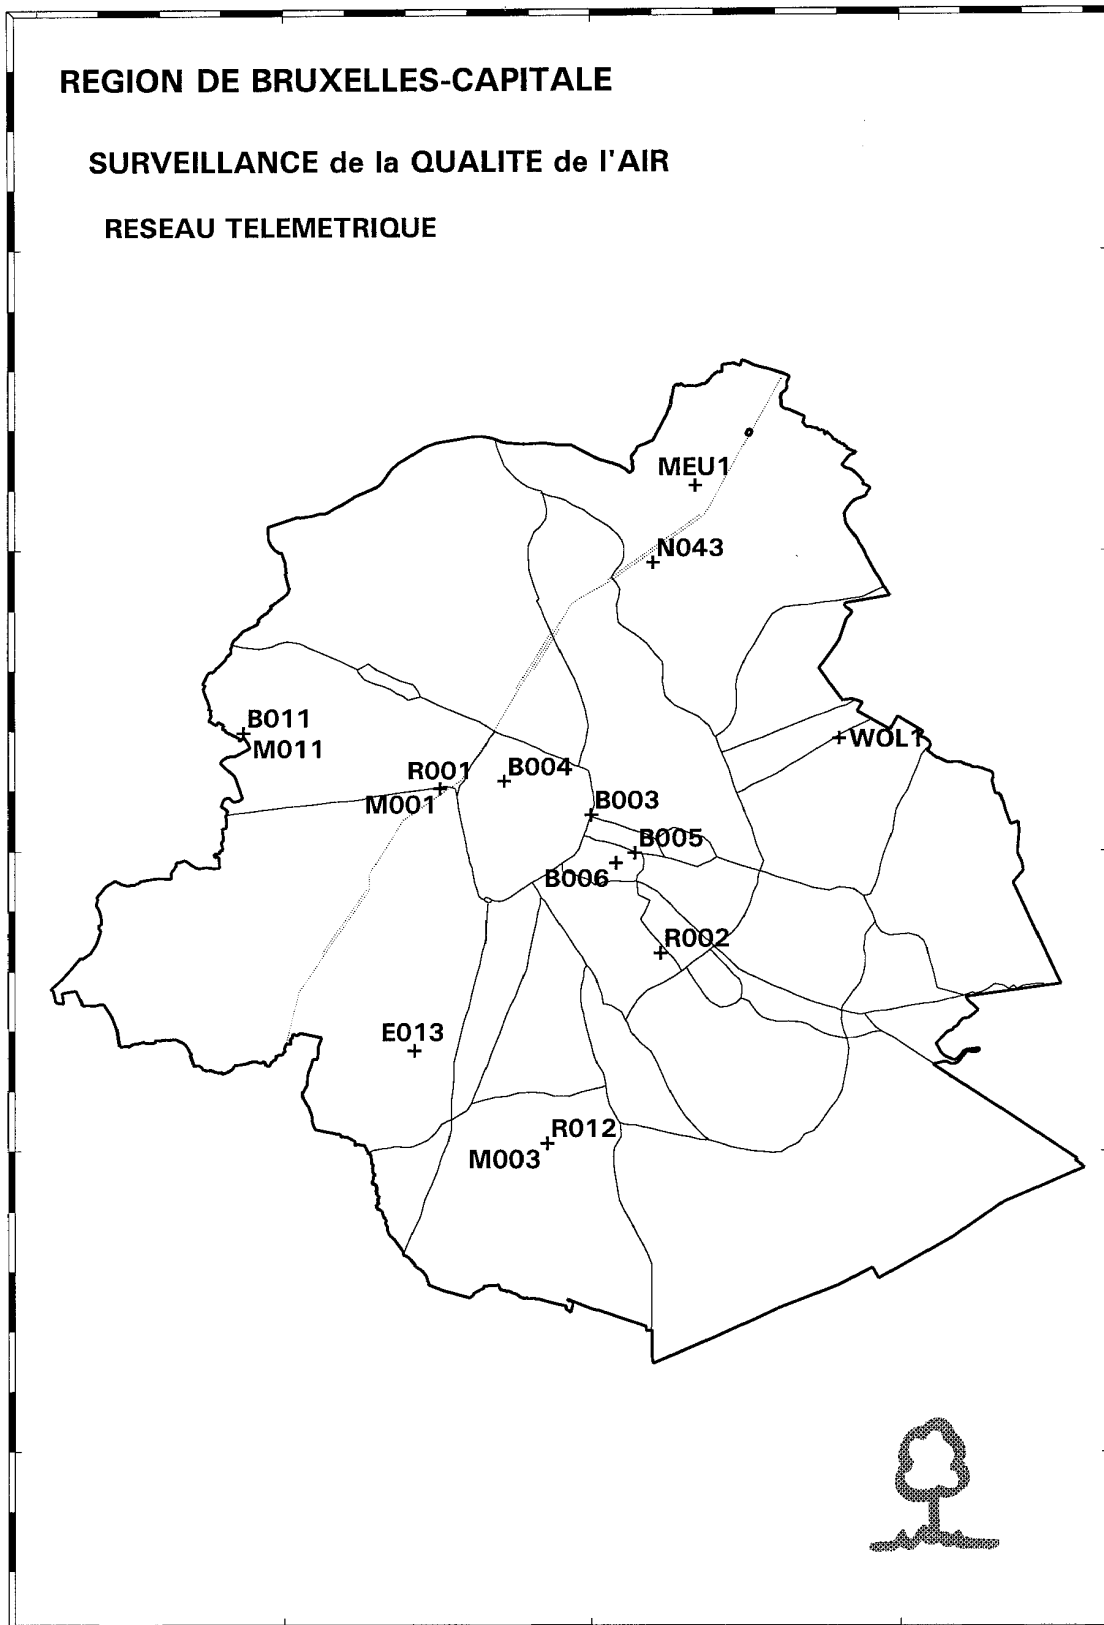 REGION DE BRUXELLES-CAPITALE
SURVEILLANCE de la QUALITE de l'AIR
RESEAU TELEMETRIQUE
MEU1
N043
B011
M011
WOL1
R001
B004
M001
B003
B005
B006
R002
E013
R012
M003